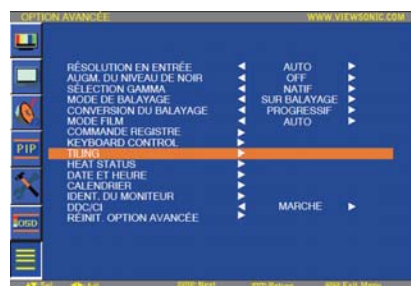 OPTION AVANCÉE WWW.VIEWSONIC.COM
RÉSOLUTION EN ENTRÉE AUTO
AUGM. DU NIVEAU DE NOIR OFF
SÉLECTION GAMMA NATIF
MODE DE BALAYAGE SUR BALAYAGE
CONVERSION DU BALAYAGE PROGRESSIF
MODE FILM AUTO
COMMANDE REGISTRE
KEYBOARD CONTROL
PIP
TILING
HEAT STATUS
DATE ET HEURE
CALENDRIER
IDENT. DU MONITEUR
DDC/CI MARCHE
OSD
RÉINIT. OPTION AVANCÉE